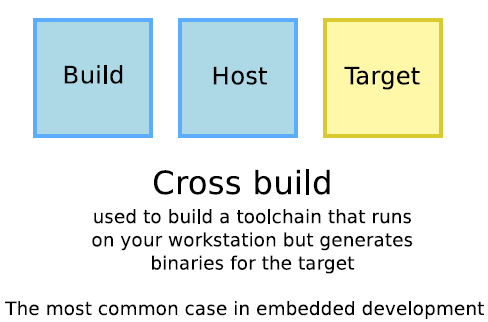 Build
Host
Target
Cross build
used to build a toolchain that runs
on your workstation but generates
binaries for the target
The most common case in embedded development